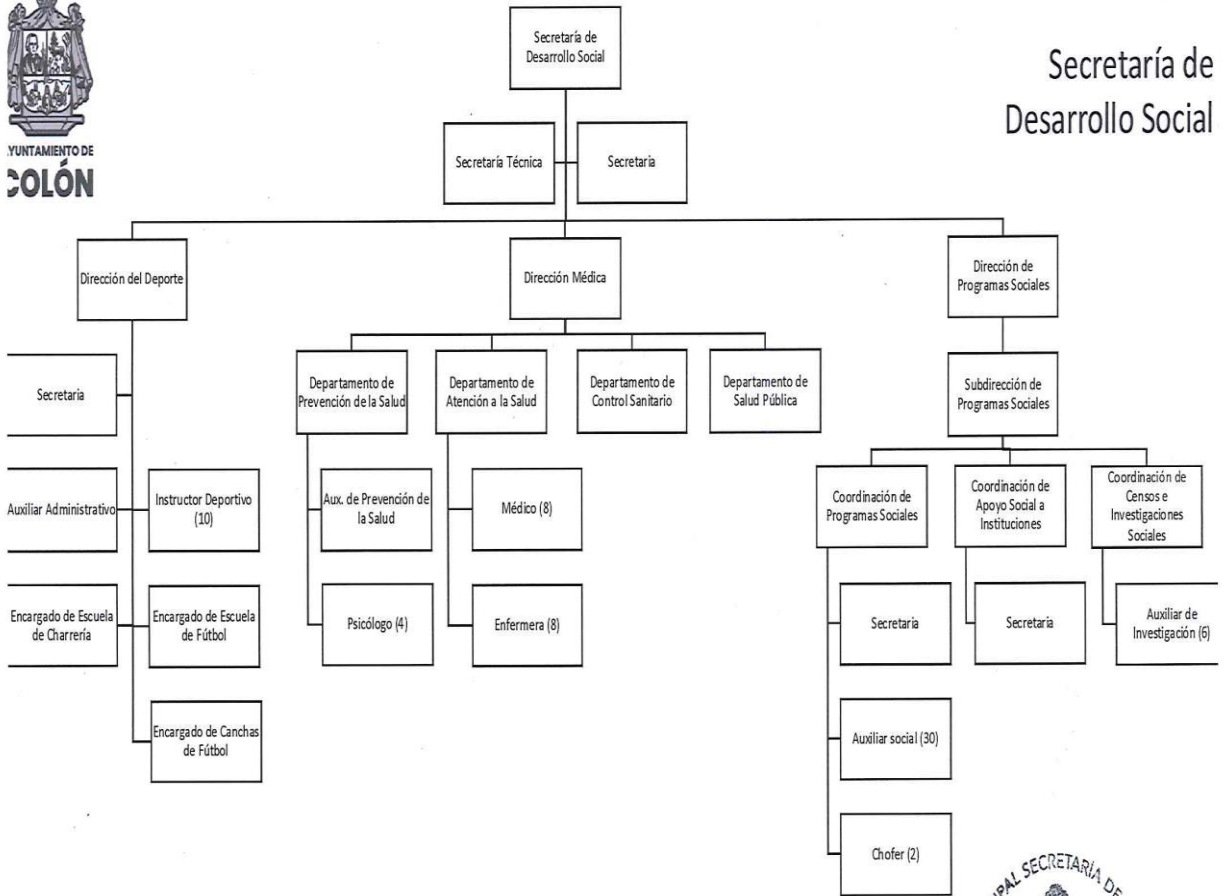 Secretaría de
Desarrollo Social
Secretaría de
Desarrollo Social
YUNTAMIENTO DE
COLÓN
Secretaría Técnica
Secretaria
Dirección del Deporte
Dirección Médica
Dirección de
Programas Sociales
Secretaria
Departamento de
Prevención de la Salud
Departamento de
Atención a la Salud
Departamento de
Control Sanitario
Departamento de
Salud Pública
Subdirección de
Programas Sociales
Auxiliar Administrativo
Instructor Deportivo
(10)
Aux. de Prevención de
la Salud
Médico (8)
Coordinación de
Programas Sociales
Coordinación de
Apoyo Social a
Instituciones
Coordinación de
Censos e
Investigaciones
Sociales
Encargado de Escuela
de Charrería
Encargado de Escuela
de Fútbol
Psicólogo (4)
Enfermera (8)
Secretaria
Secretaria
Auxiliar de
Investigación (6)
Encargado de Canchas
de Fútbol
Auxiliar social (30)
Chofer (2)
SECRETARÍA DE